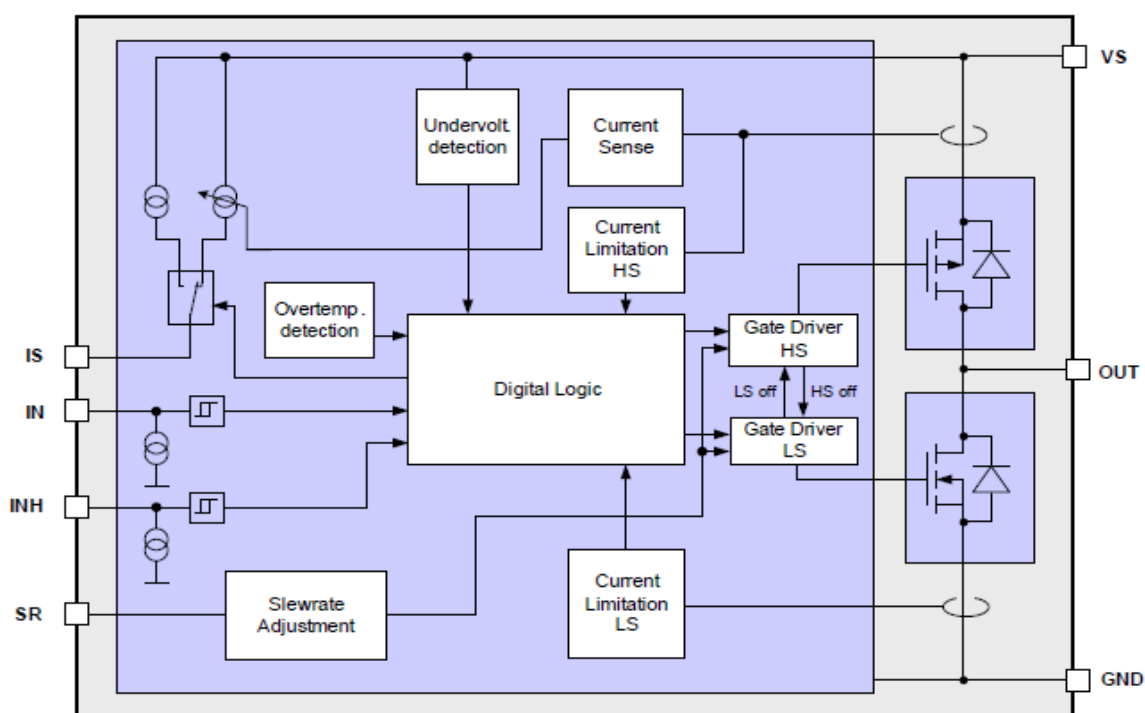 VS
Undervolt.
detection
Current
Sense
Current
Limitation
HS
Overtemp.
detection
Gate Driver
HS
IS
OUT
Digital Logic
LS off
HS off
IN
Gate Driver
LS
INH
Current
Limitation
LS
Slewrate
Adjustment
SR
GND